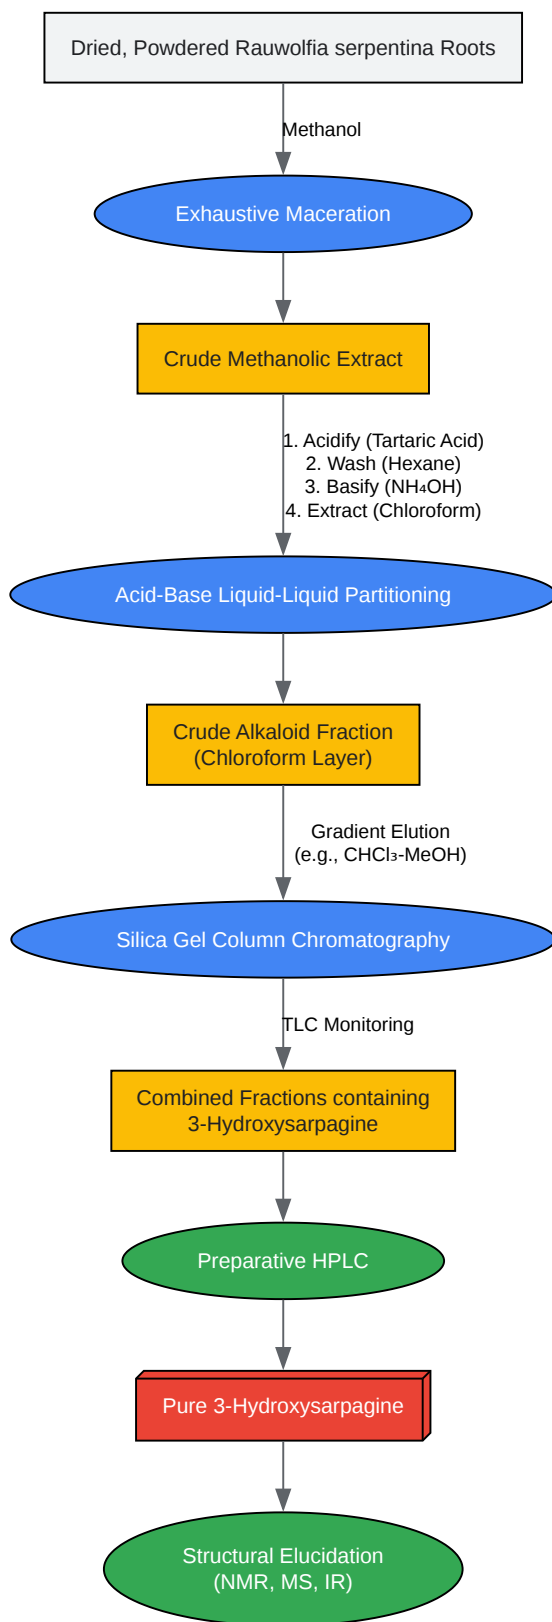 Dried, Powdered Rauwolfia serpentina Roots
Methanol
Exhaustive Maceration
Crude Methanolic Extract
1. Acidify (Tartaric Acid)
2. Wash (Hexane)
3. Basify (NH₄OH)
4. Extract (Chloroform)
Acid-Base Liquid-Liquid Partitioning
Crude Alkaloid Fraction
(Chloroform Layer)
Gradient Elution
(e.g., CHCl₃-MeOH)
Silica Gel Column Chromatography
TLC Monitoring
Combined Fractions containing
3-Hydroxysarpagine
Preparative HPLC
Pure 3-Hydroxysarpagine
Structural Elucidation
(NMR, MS, IR)